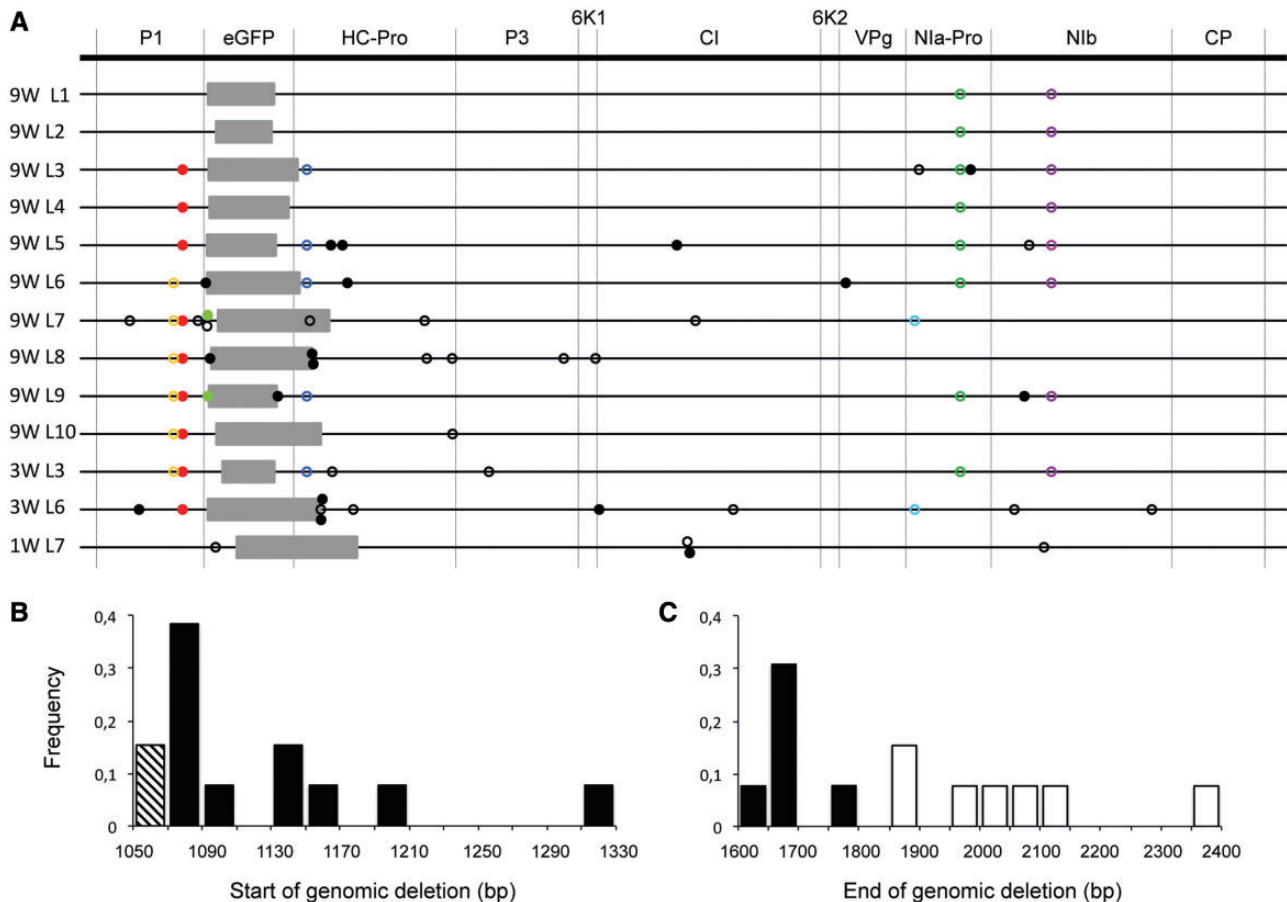 A
6K1 6K2
P1 eGFP HC-Pro P3 CI VPg NIa-Pro NIb CP
9W L1
9W L2
9W L3
9W L4
9W L5
9W L6
9W L7
9W L8
9W L9
9W L10
3W L3
3W L6
1W L7
B
Frequency
0,4
0,3
0,2
0,1
0
1050 1090 1130 1170 1210 1250 1290 1330
Start of genomic deletion (bp)
C
0,4
0,3
0,2
0,1
0
1600 1700 1800 1900 2000 2100 2200 2300 2400
End of genomic deletion (bp)